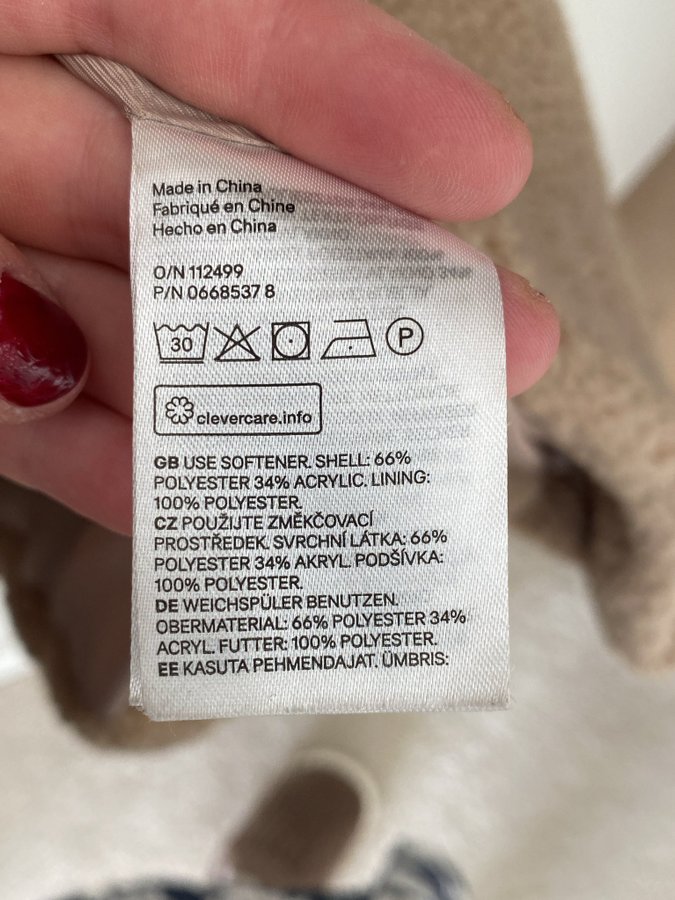 Made in China
Fabriqué en Chine
Hecho en China
O/N 112499
P/N 0668537 8
30 P
clevercare.info
GB USE SOFTENER. SHELL: 66%
POLYESTER 34% ACRYLIC. LINING:
100% POLYESTER.
CZ POUŽIJTE ZMĚKČOVACÍ
PROSTŘEDEK. SVRCHNÍ LÁTKA: 66%
POLYESTER 34% AKRYL. PODŠÍVKA:
100% POLYESTER.
DE WEICHSPÜLER BENUTZEN.
OBERMATERIAL: 66% POLYESTER 34%
ACRYL. FUTTER: 100% POLYESTER.
EE KASUTA PEHMENDAJAT. ÜMBRIS: